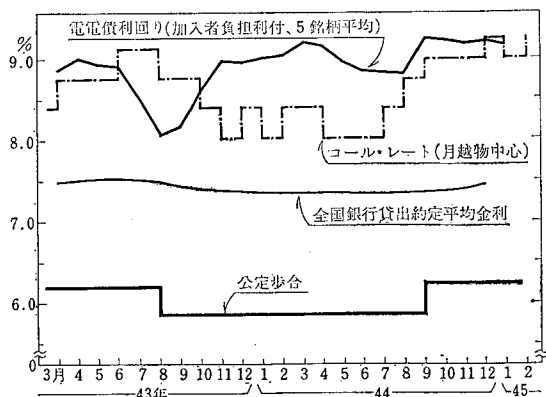 電電債利回り(加入者負担利付、5銘柄平均)
%
9.0
8.0
コール・レート(月越物中心)
全国銀行貸出約定平均金利
7.0
公定歩合
6.0
0
3月 4 5 6 7 8 9 10 11 12 1 2 3 4 5 6 7 8 9 10 11 12 1 2
43年 44 45